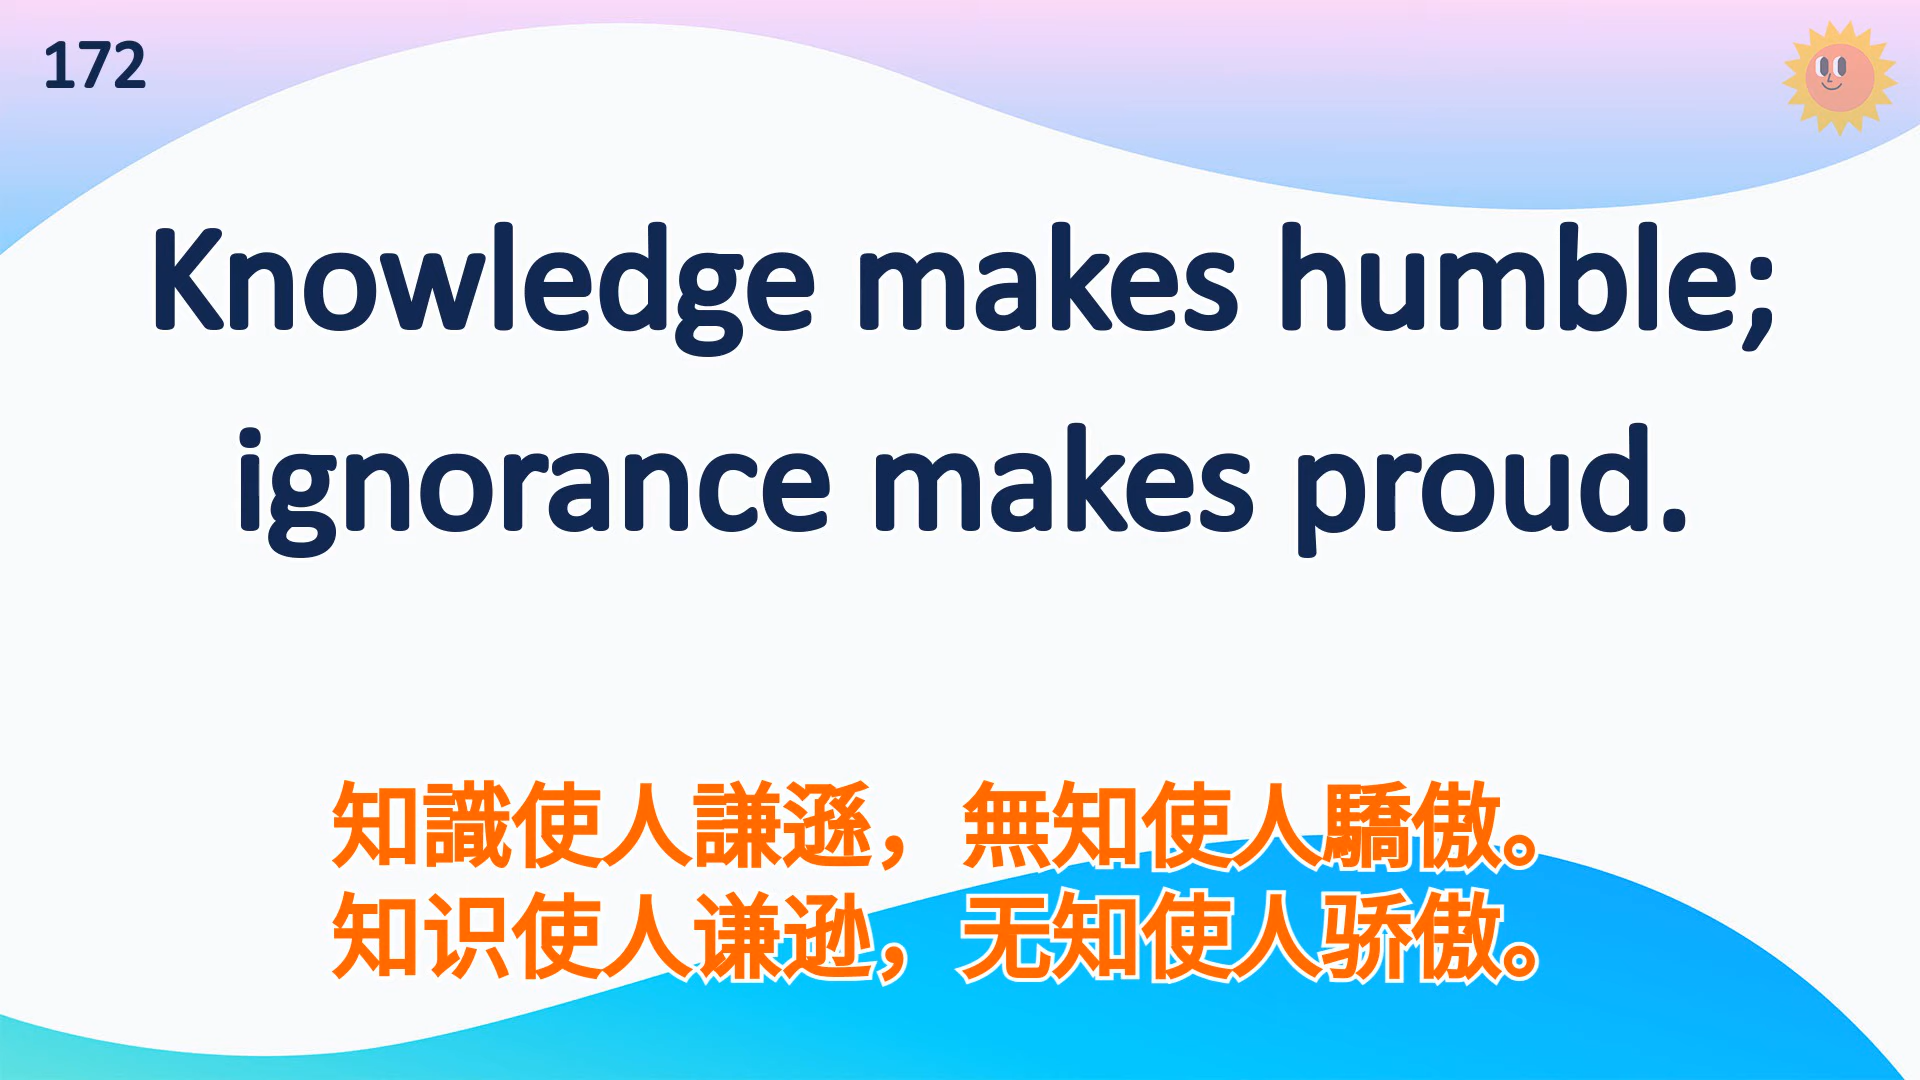 172
Knowledge makes humble;
ignorance makes proud.
知識使人謙遜，無知使人驕傲。
知识使人谦逊，无知使人骄傲。